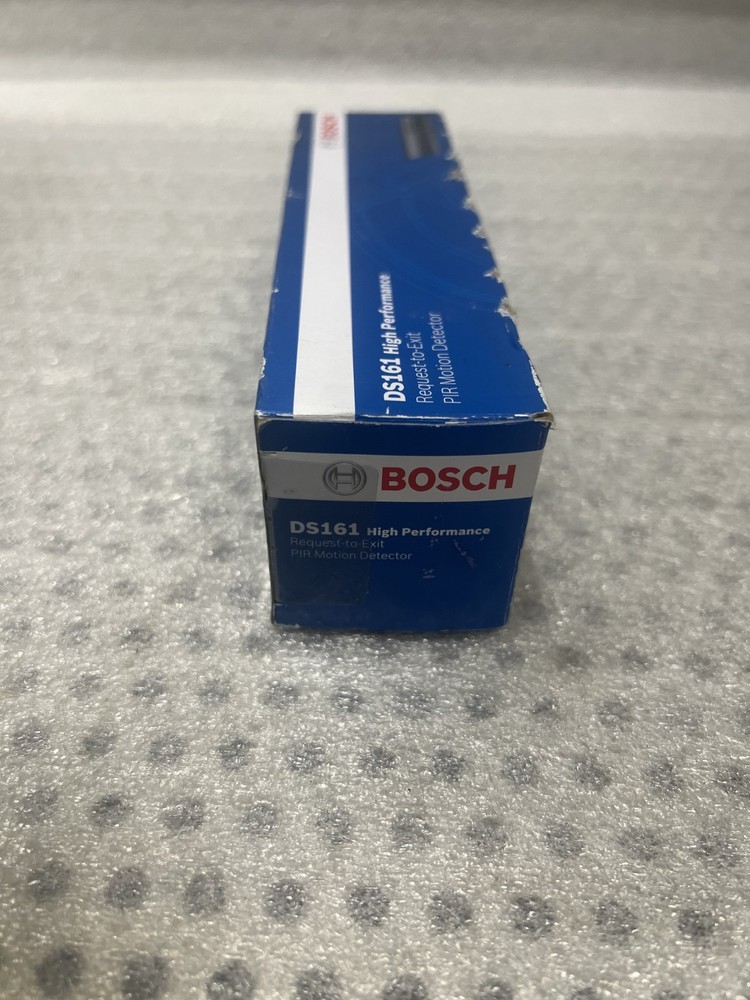 BOSCH
DS161 High Performance
Request-to-Exit
PIR Motion Detector
BOSCH
DS161 High Performance
Request-to-Exit
PIR Motion Detector